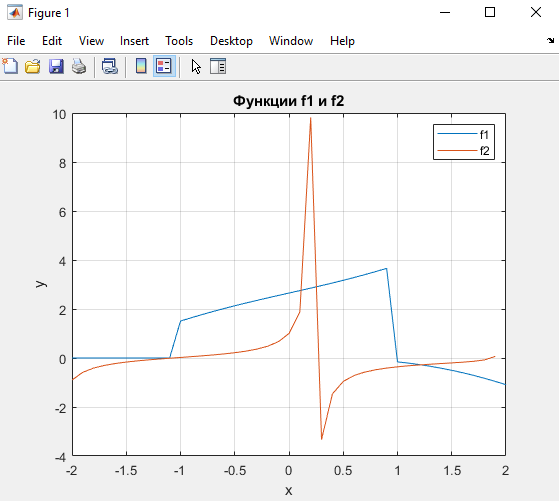 Figure 1
File Edit View Insert Tools Desktop Window Help
Функции f1 и f2
f1
f2
10
8
6
4
2
0
-2
-4
y
-2 -1.5 -1 -0.5 0 0.5 1 1.5 2
x